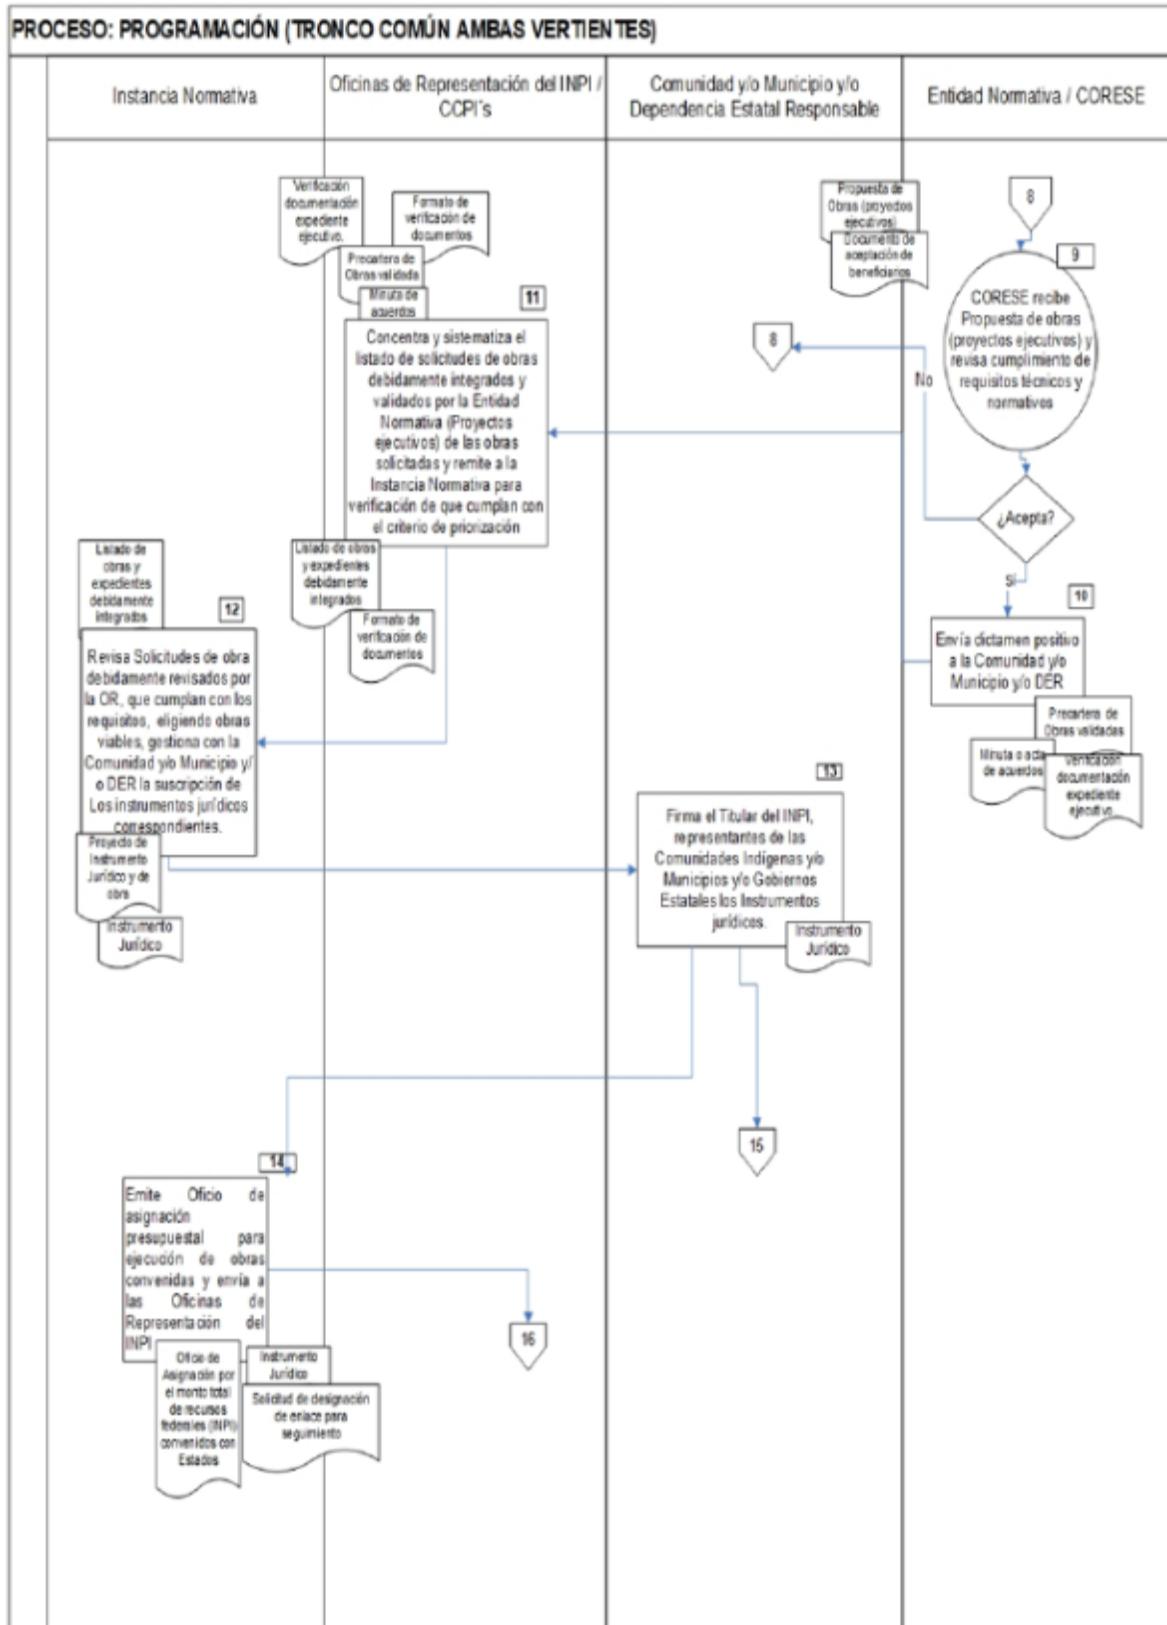 PROCESO: PROGRAMACIÓN (TRONCO COMÚN AMBAS VERTIENTES)
Instancia Normativa
Oficinas de Representación del INPI /
CCPI´s
Comunidad y/o Municipio y/o
Dependencia Estatal Responsable
Entidad Normativa / CORESE
Verificación
documentación
expediente
ejecutivo.
Formato de
verificación de
documentos
Precartera de
Obras validada
Minuta de
acuerdos
11
Concentra y sistematiza el
listado de solicitudes de obras
debidamente integrados y
validados por la Entidad
Normativa (Proyectos
ejecutivos) de las obras
solicitadas y remite a la
Instancia Normativa para
verificación de que cumplan con
el criterio de priorización
Listado de obras
y expedientes
debidamente
integrados
Formato de
verificación de
documentos
Propuesta de
Obras (proyectos
ejecutivos)
Documento de
aceptación de
beneficiarios
8
8
9
CORESE recibe
Propuesta de obras
(proyectos ejecutivos) y
revisa cumplimiento de
requisitos técnicos y
normativos
No
¿Acepta?
Sí
10
Envía dictamen positivo
a la Comunidad y/o
Municipio y/o DER
Precartera de
Obras validadas
Minuta o acta
de acuerdos
Verificación
documentación
expediente
ejecutivo.
Listado de
obras y
expedientes
debidamente
integrados
12
Revisa Solicitudes de obra
debidamente revisados por
la OR, que cumplan con los
requisitos, eligiendo obras
viables, gestiona con la
Comunidad y/o Municipio y/
o DER la suscripción de
Los instrumentos jurídicos
correspondientes.
Proyecto de
Instrumento
Jurídico y de
obra
Instrumento
Jurídico
13
Firma el Titular del INPI,
representantes de las
Comunidades Indígenas y/o
Municipios y/o Gobiernos
Estatales los Instrumentos
jurídicos.
Instrumento
Jurídico
15
14
Emite Oficio de
asignación
presupuestal para
ejecución de obras
convenidas y envía a
las Oficinas de
Representación del
INPI
16
Oficio de
Asignación por
el monto total
de recursos
federales (INPI)
convenidos con
Estados
Instrumento
Jurídico
Solicitud de designación
de enlace para
seguimiento